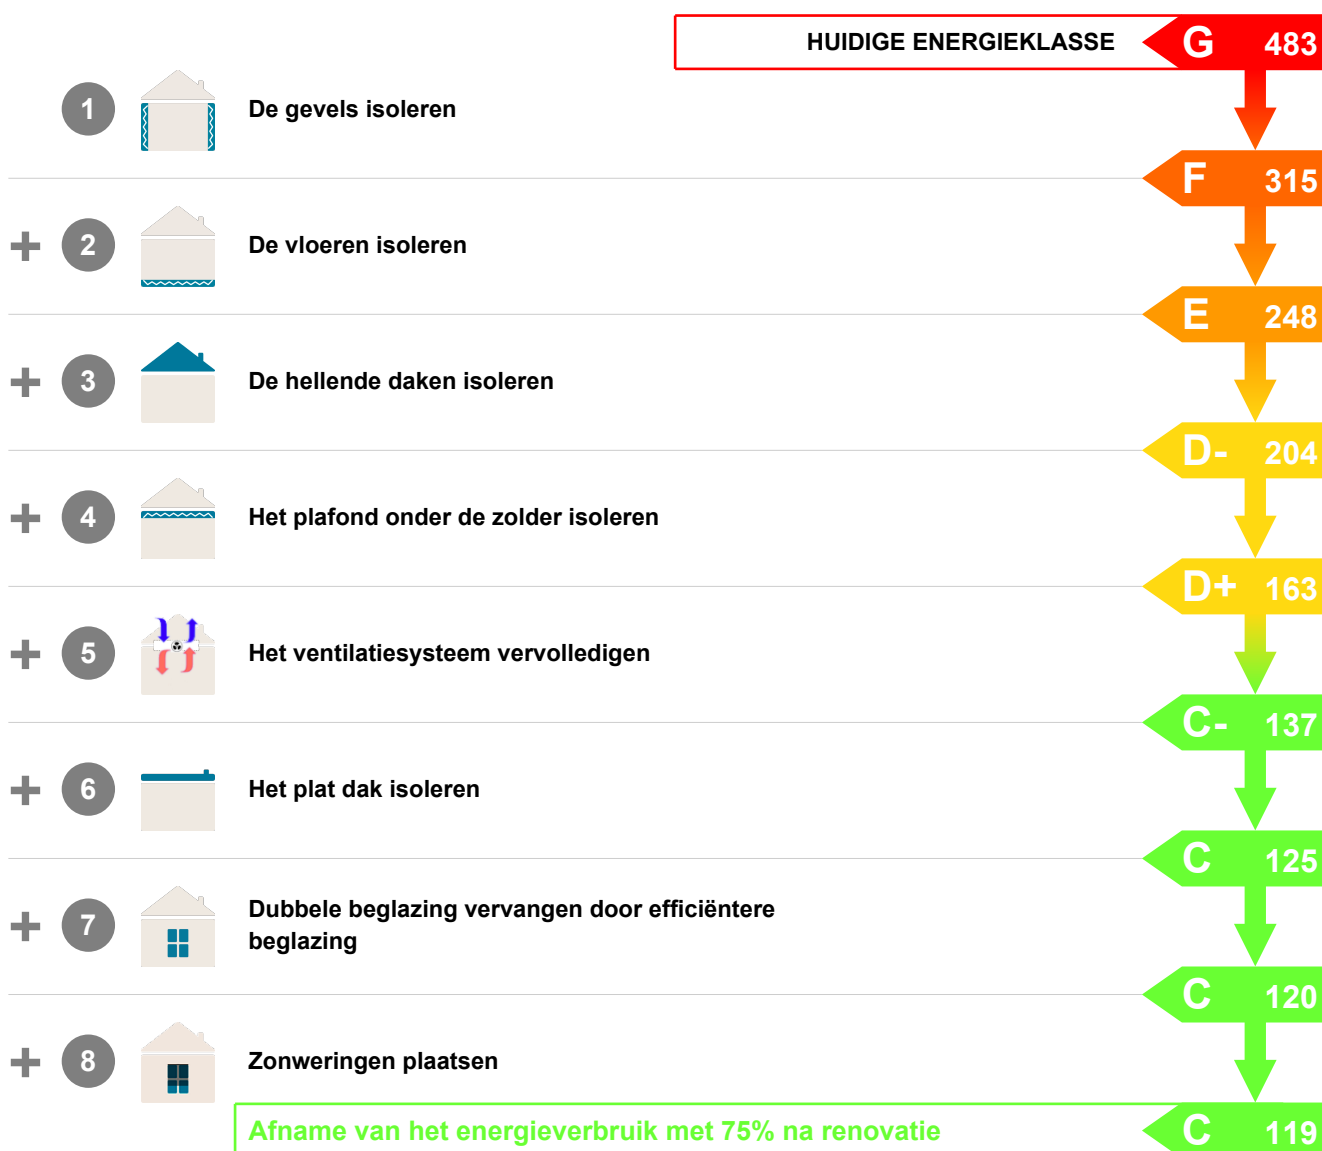 HUIDIGE ENERGIEKLASSE G 483
1 De gevels isoleren
F 315
+ 2 De vloeren isoleren
E 248
+ 3 De hellende daken isoleren
D- 204
+ 4 Het plafond onder de zolder isoleren
D+ 163
+ 5 Het ventilatiesysteem vervolledigen
C- 137
+ 6 Het plat dak isoleren
C 125
+ 7 Dubbele beglazing vervangen door efficiëntere
beglazing
C 120
+ 8 Zonweringen plaatsen
Afname van het energieverbruik met 75% na renovatie C 119